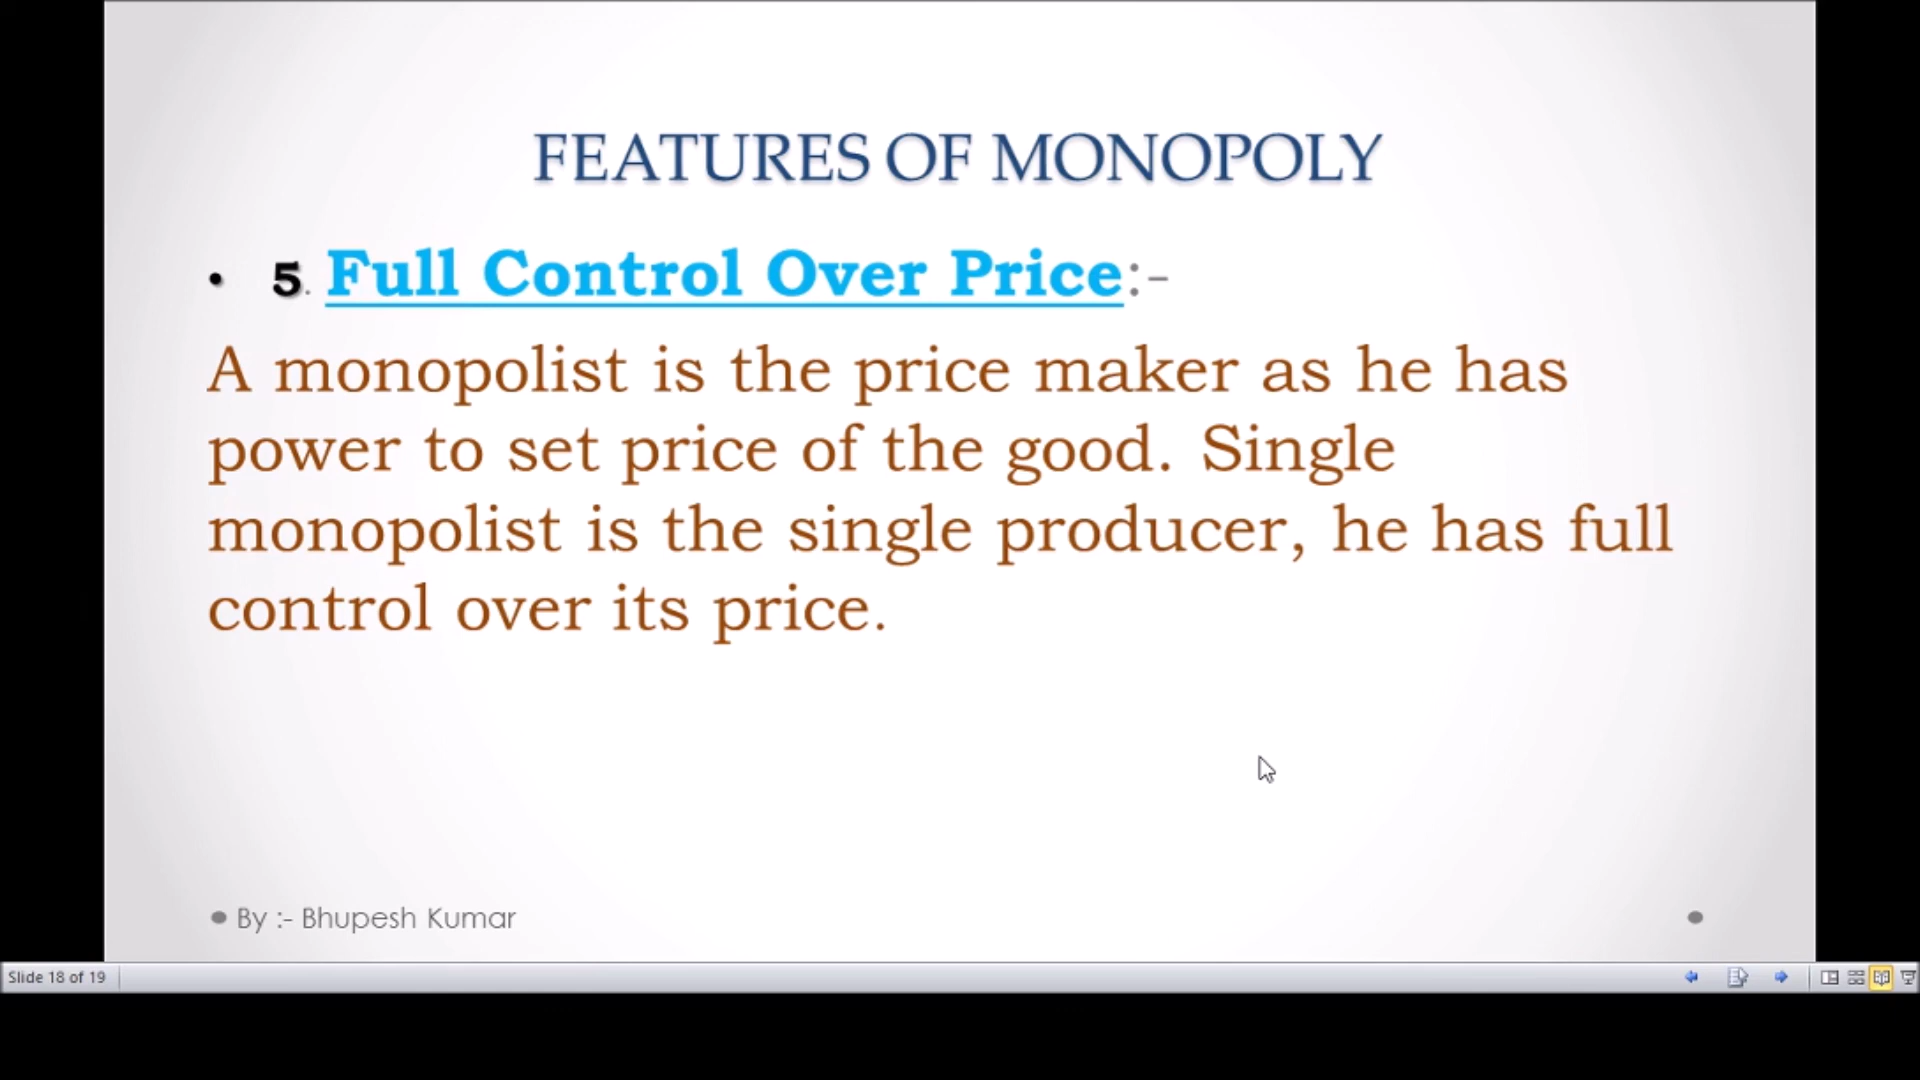 FEATURES OF MONOPOLY
• 5. Full Control Over Price:-
A monopolist is the price maker as he has
power to set price of the good. Single
monopolist is the single producer, he has full
control over its price.
By :- Bhupesh Kumar
Slide 18 of 19